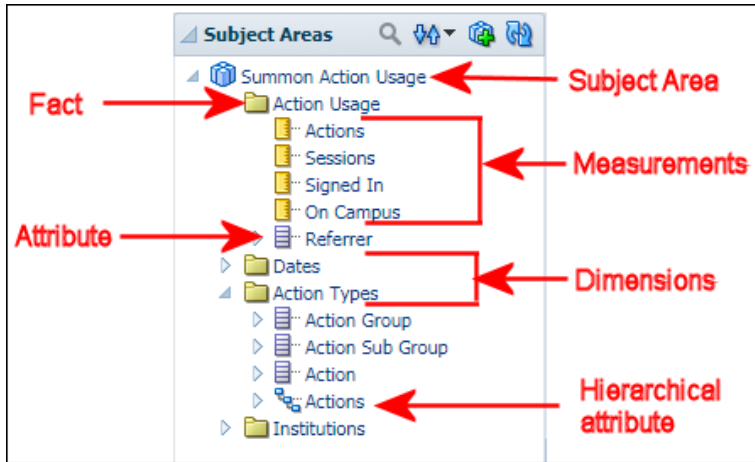 Subject Areas
Summon Action Usage
Subject Area
Fact
Action Usage
Actions
Sessions
Measurements
Signed In
On Campus
Attribute
Referrer
Dates
Dimensions
Action Types
Action Group
Action Sub Group
Action
Actions
Hierarchical
attribute
Institutions